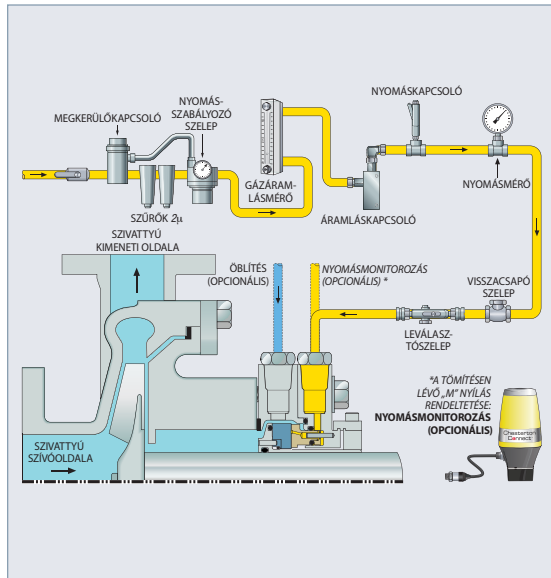 NYOMÁSKAPCSOLÓ
NYOMÁS-
SZABÁLYOZÓ
SZELEP
MEGKERÜLŐKAPCSOLÓ
GÁZÁRAM-
LÁSMÉRŐ
NYOMÁSMÉRŐ
ÁRAMLÁSKAPCSOLÓ
SZŰRŐK 2µ
SZIVATTYÚ
KIMENETI OLDALA
ÖBLÍTÉS
(OPCIONÁLIS)
NYOMÁSMONITOROZÁS
(OPCIONÁLIS) *
VISSZACSAPÓ
SZELEP
LEVÁLASZ-
TÓSZELEP
*A TÖMÍTÉSEN
LÉVŐ „M” NYÍLÁS
RENDELTETÉSE:
NYOMÁSMONITOROZÁS
(OPCIONÁLIS)
SZIVATTYÚ
SZÍVÓOLDALA
Chesterton
Connect™